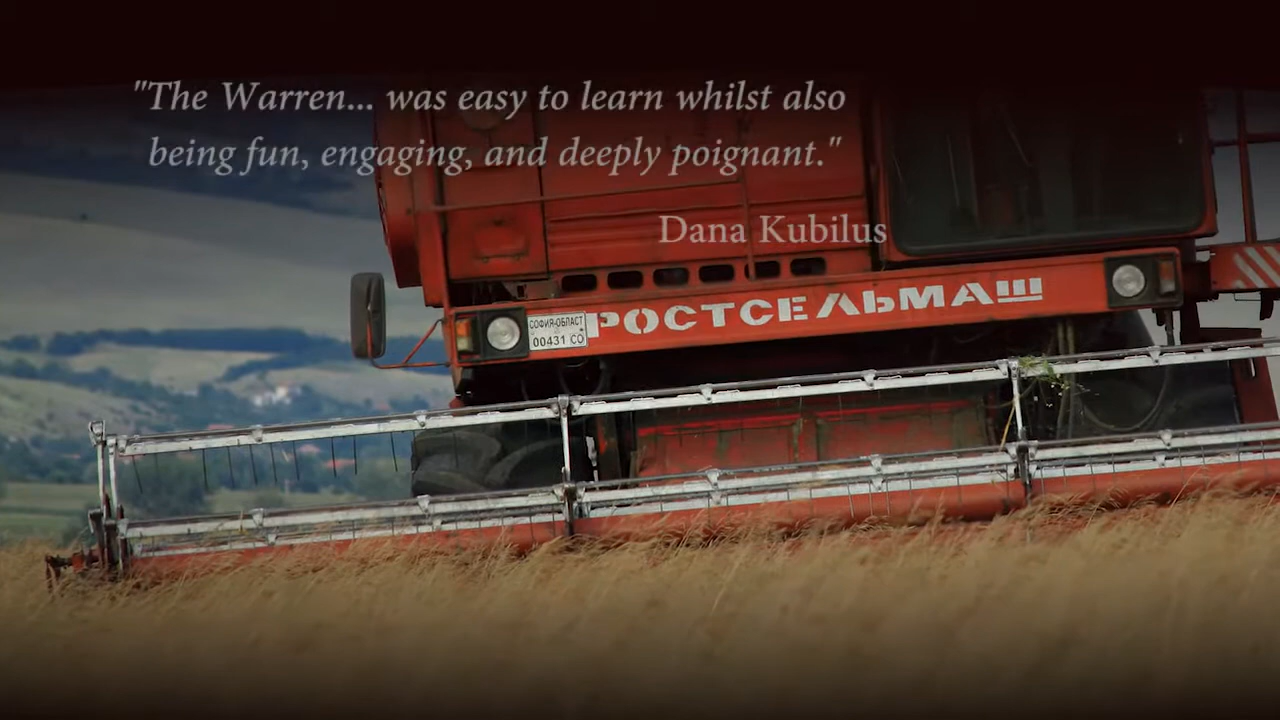 "The Warren... was easy to learn whilst also
being fun, engaging, and deeply poignant."
Dana Kubilus
РОСТСЕЛЬМАШ
СОФИЯ-ОБЛАСТ
00431 СО